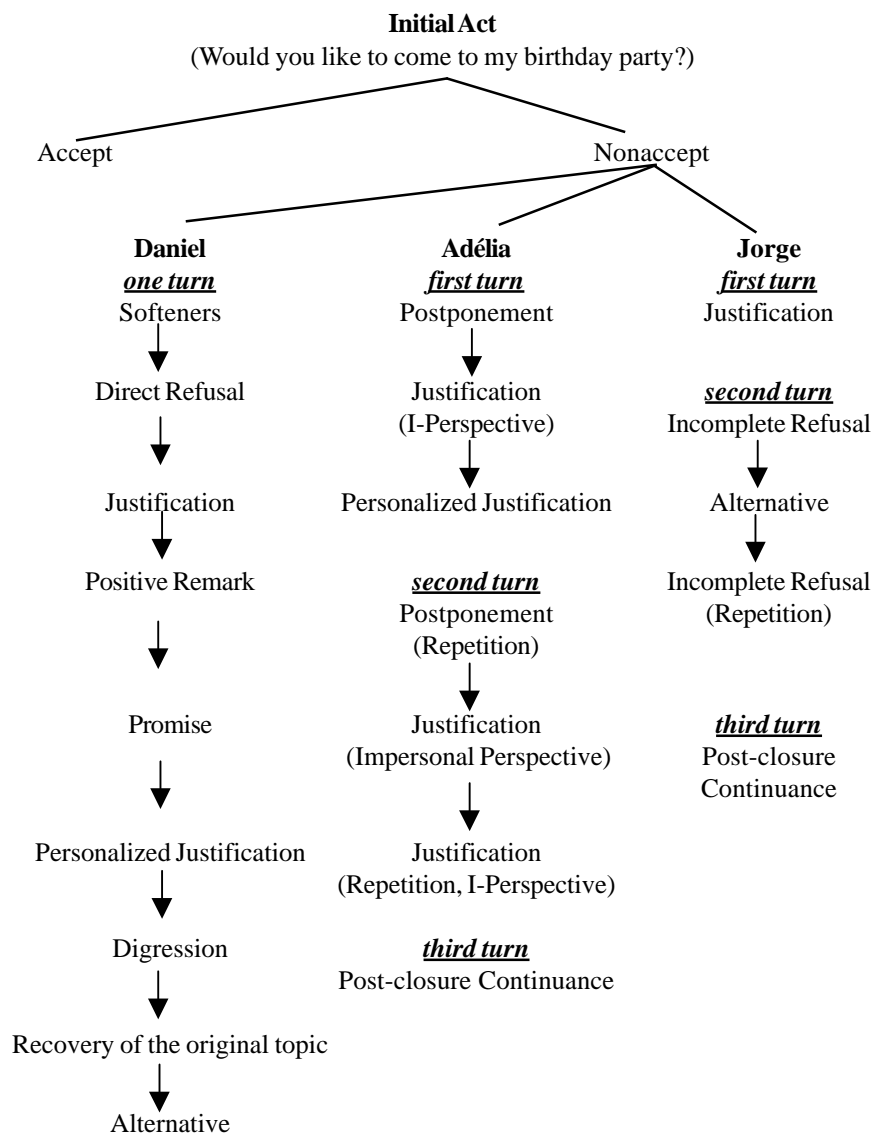 Initial Act
(Would you like to come to my birthday party?)
Accept
Nonaccept
Daniel
one turn
Softeners
Direct Refusal
Justification
Positive Remark
Promise
Personalized Justification
Digression
Recovery of the original topic
Alternative
Adélia
first turn
Postponement
Justification
(I-Perspective)
Personalized Justification
second turn
Postponement
(Repetition)
Justification
(Impersonal Perspective)
Justification
(Repetition, I-Perspective)
third turn
Post-closure Continuance
Jorge
first turn
Justification
second turn
Incomplete Refusal
Alternative
Incomplete Refusal
(Repetition)
third turn
Post-closure
Continuance